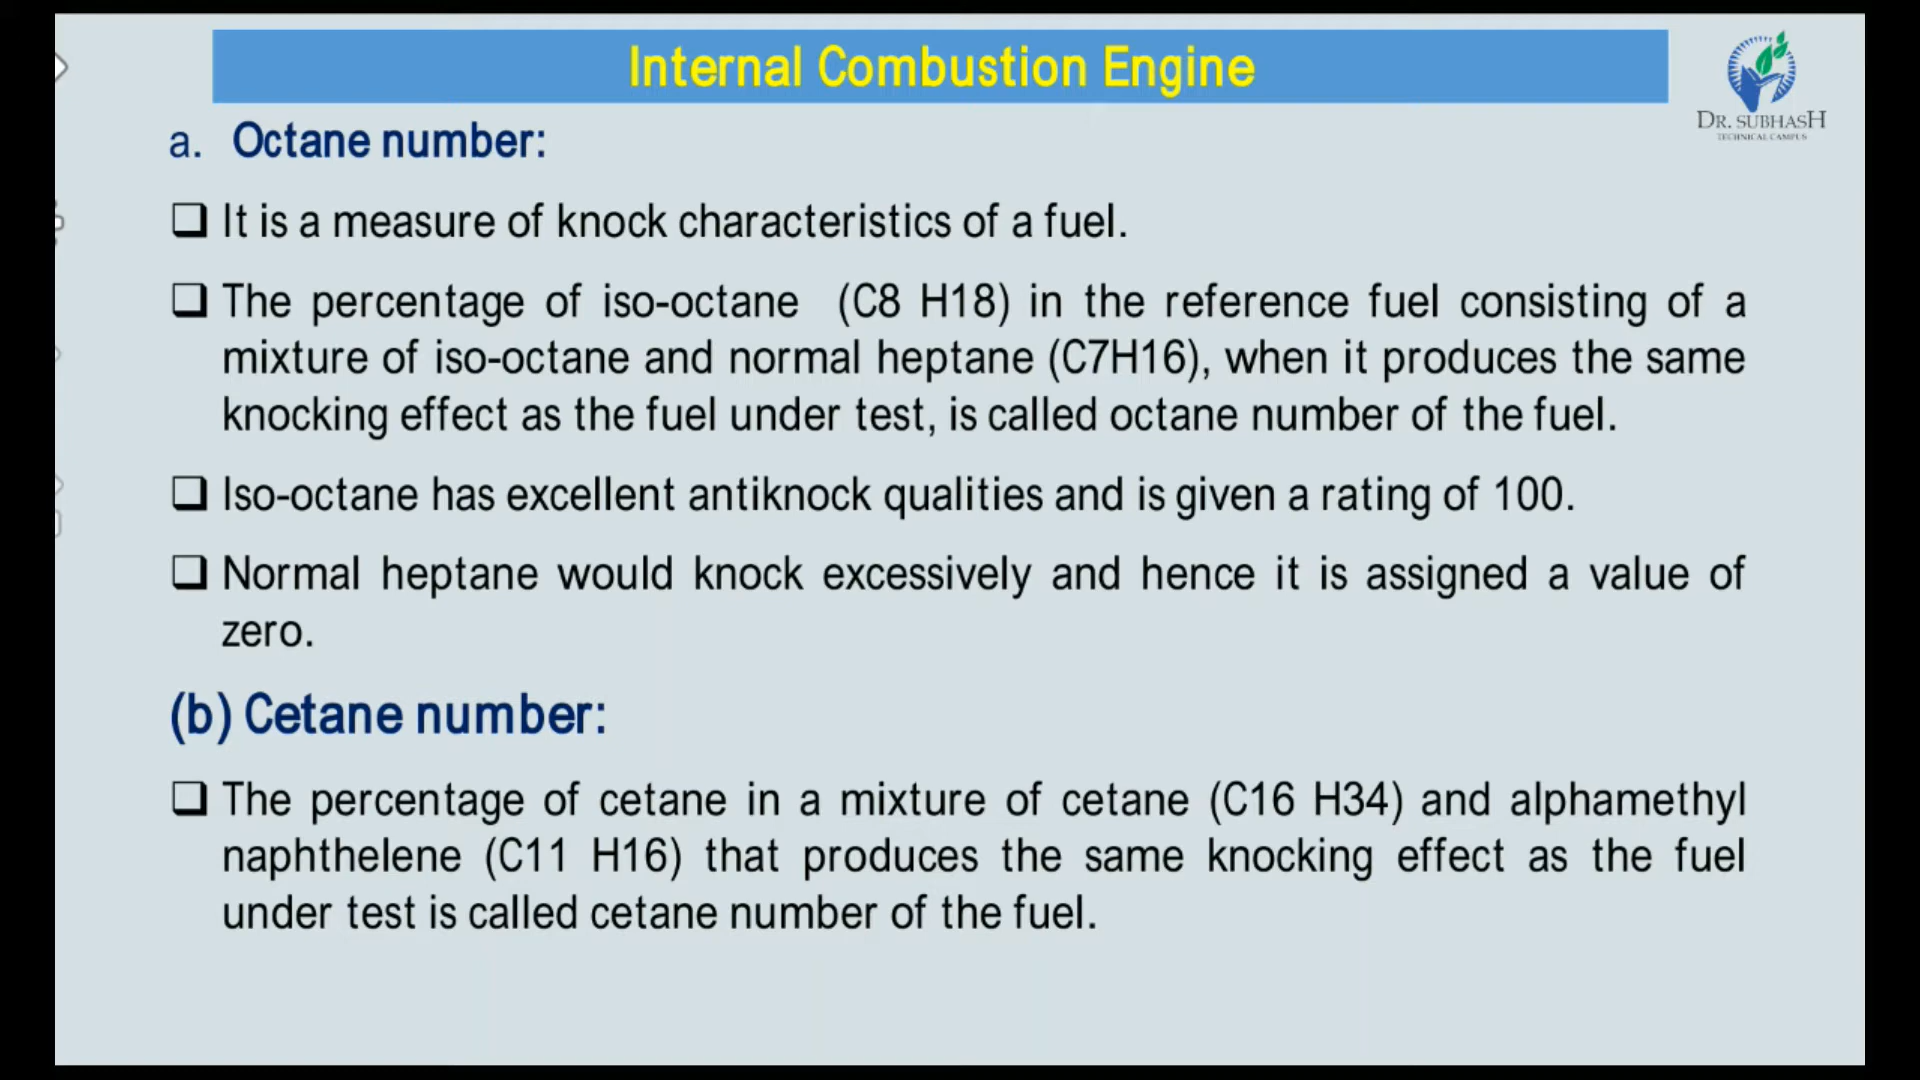 Internal Combustion Engine
DR. SUBHASH
TECHNICAL CAMPUS
a. Octane number:
It is a measure of knock characteristics of a fuel.
The percentage of iso-octane (C8 H18) in the reference fuel consisting of a
mixture of iso-octane and normal heptane (C7H16), when it produces the same
knocking effect as the fuel under test, is called octane number of the fuel.
Iso-octane has excellent antiknock qualities and is given a rating of 100.
Normal heptane would knock excessively and hence it is assigned a value of
zero.
(b) Cetane number:
The percentage of cetane in a mixture of cetane (C16 H34) and alphamethyl
naphthelene (C11 H16) that produces the same knocking effect as the fuel
under test is called cetane number of the fuel.